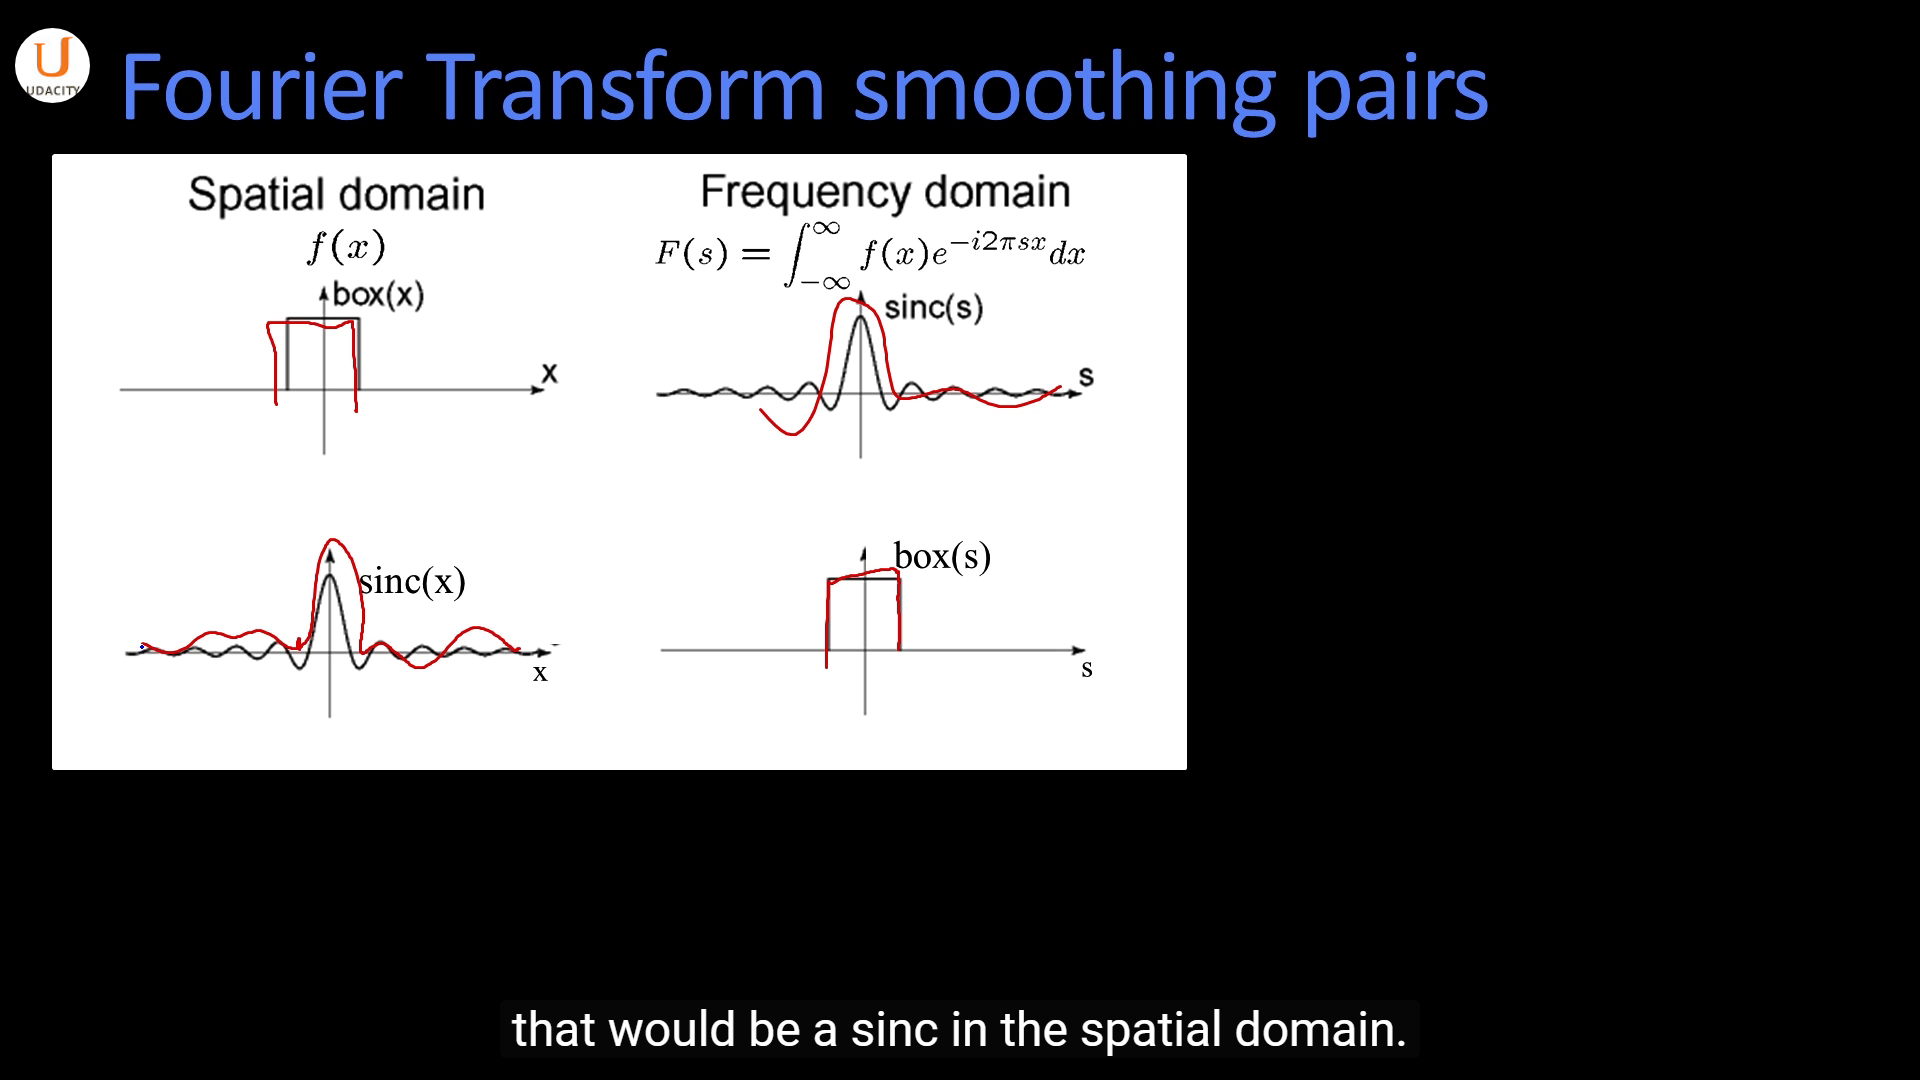 U
UDACITY
Fourier Transform smoothing pairs
Spatial domain
f(x)
Frequency domain
F(s) = ∫_{-∞}^{∞} f(x)e^{-i2πsx}dx
box(x)
x
sinc(s)
s
sinc(x)
x
box(s)
s
that would be a sinc in the spatial domain.